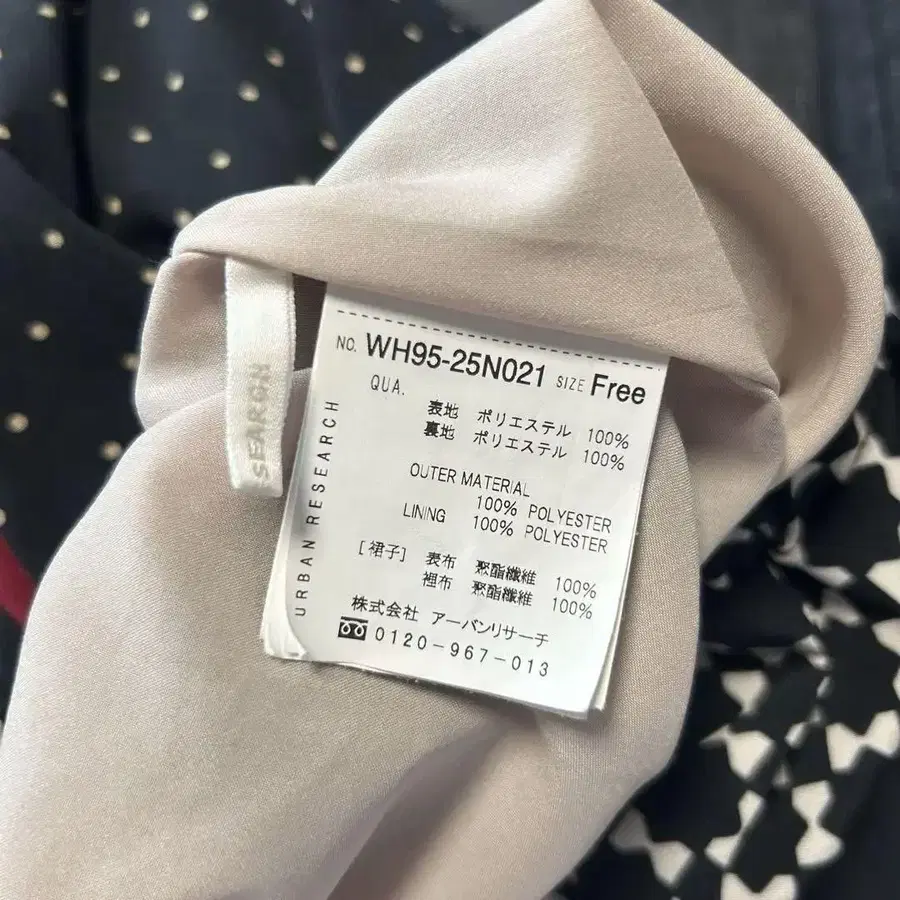 NO. WH95-25N021 SIZE Free
QUA.
表地 ポリエステル 100%
裏地 ポリエステル 100%
OUTER MATERIAL
100% POLYESTER
LINING 100% POLYESTER
[裙子] 表布 聚酯纖維 100%
裡布 聚酯纖維 100%
株式会社 アーバンリサーチ
0120-967-013
URBAN RESEARCH
SEARCH